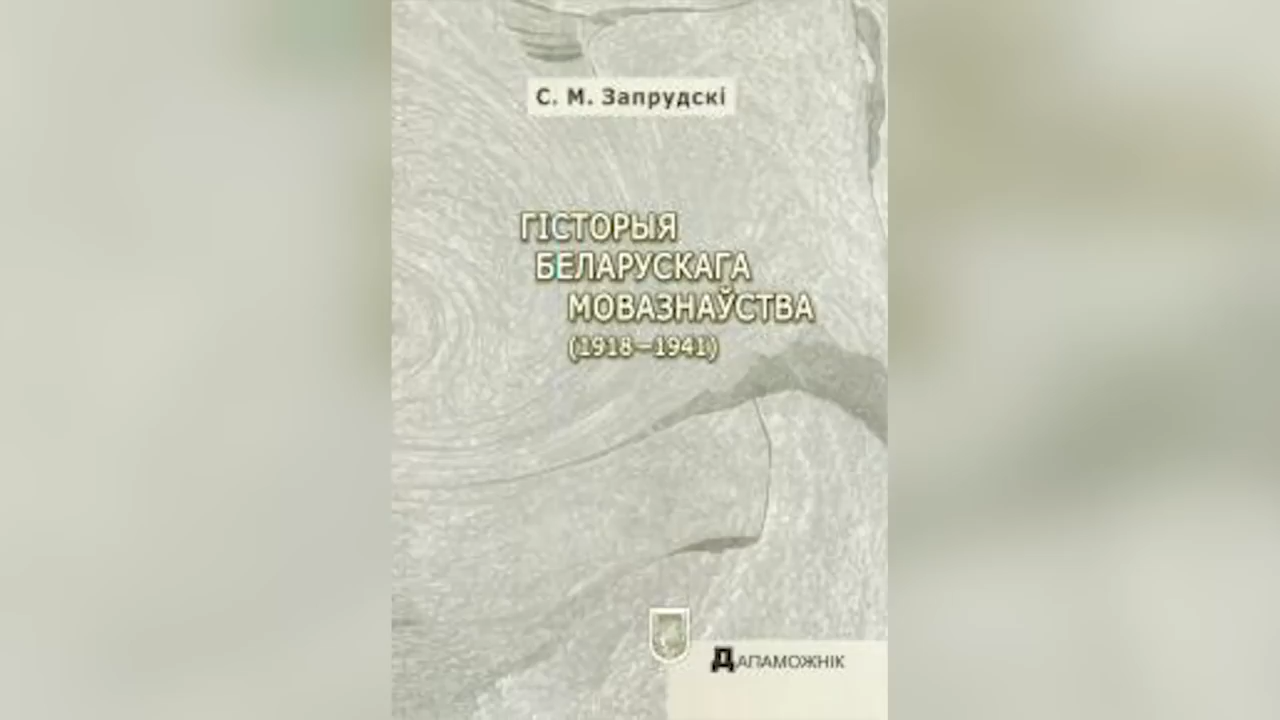 С. М. Запрудскі
ГІСТОРЫЯ
БЕЛАРУСКАГА
МОВАЗНАЎСТВА
(1918–1941)
ДАПАМОЖНІК